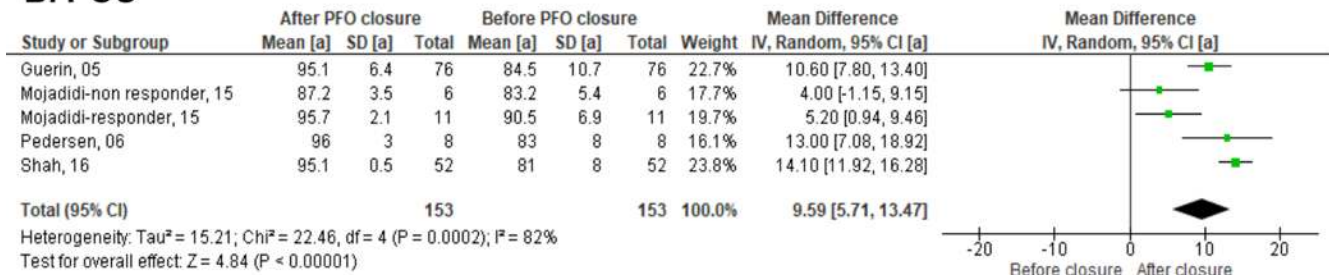 After PFO closure Before PFO closure Mean Difference Mean Difference
Study or Subgroup Mean [a] SD [a] Total Mean [a] SD [a] Total Weight IV, Random, 95% CI [a] IV, Random, 95% CI [a]
Guerin, 05 95.1 6.4 76 84.5 10.7 76 22.7% 10.60 [7.80, 13.40]
Mojadidi-non responder, 15 87.2 3.5 6 83.2 5.4 6 17.7% 4.00 [-1.15, 9.15]
Mojadidi-responder, 15 95.7 2.1 11 90.5 6.9 11 19.7% 5.20 [0.94, 9.46]
Pedersen, 06 96 3 8 83 8 8 16.1% 13.00 [7.08, 18.92]
Shah, 16 95.1 0.5 52 81 8 52 23.8% 14.10 [11.92, 16.28]
Total (95% CI) 153 153 100.0% 9.59 [5.71, 13.47]
Heterogeneity: Tau² = 15.21; Chi² = 22.46, df = 4 (P = 0.0002); I² = 82%
Test for overall effect: Z = 4.84 (P < 0.00001)
-20 -10 0 10 20
Before closure After closure